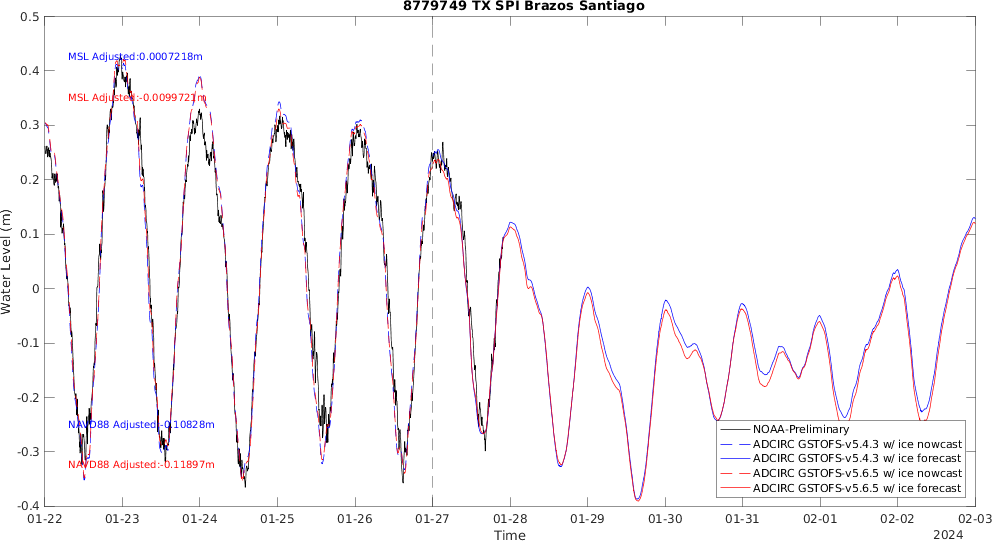 8779749 TX SPI Brazos Santiago
0.5
MSL Adjusted:0.0007218m
0.4
MSL Adjusted:-0.0099721m
0.3
0.2
0.1
Water Level (m)
0
-0.1
-0.2
NAVD88 Adjusted:-0.10828m
-0.3
NAVD88 Adjusted:-0.11897m
-0.4
NOAA-Preliminary
ADCIRC GSTOFS-v5.4.3 w/ ice nowcast
ADCIRC GSTOFS-v5.4.3 w/ ice forecast
ADCIRC GSTOFS-v5.6.5 w/ ice nowcast
ADCIRC GSTOFS-v5.6.5 w/ ice forecast
01-22 01-23 01-24 01-25 01-26 01-27 01-28 01-29 01-30 01-31 02-01 02-02 02-03
Time
2024